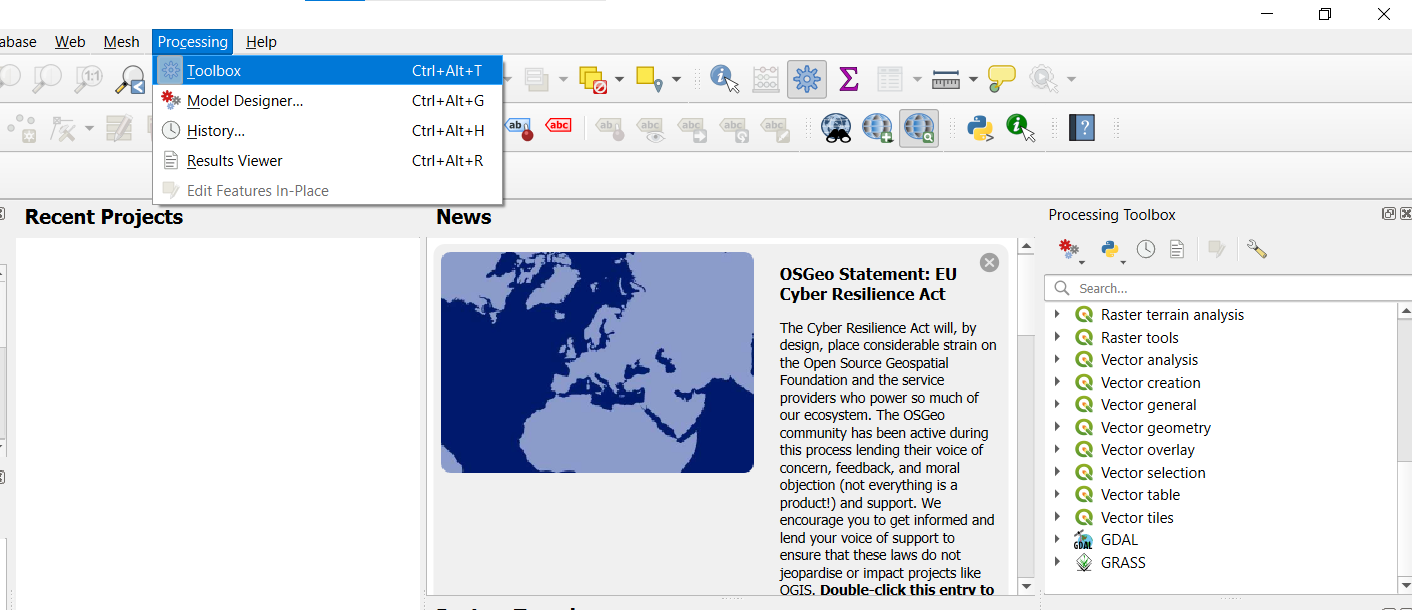 abase Web Mesh Processing Help
Toolbox Ctrl+Alt+T
Model Designer... Ctrl+Alt+G
History... Ctrl+Alt+H
Results Viewer Ctrl+Alt+R
Edit Features In-Place
1:1
ab
abc
ab
abc
abc
abc
abc
?
Recent Projects
News
OSGeo Statement: EU
Cyber Resilience Act
The Cyber Resilience Act will, by
design, place considerable strain on
the Open Source Geospatial
Foundation and the service
providers who power so much of
our ecosystem. The OSGeo
community has been active during
this process lending their voice of
concern, feedback, and moral
objection (not everything is a
product!) and support. We
encourage you to get informed and
lend your voice of support to
ensure that these laws do not
jeopardise or impact projects like
QGIS. Double-click this entry to
Processing Toolbox
Search...
Raster terrain analysis
Raster tools
Vector analysis
Vector creation
Vector general
Vector geometry
Vector overlay
Vector selection
Vector table
Vector tiles
GDAL GDAL
GRASS